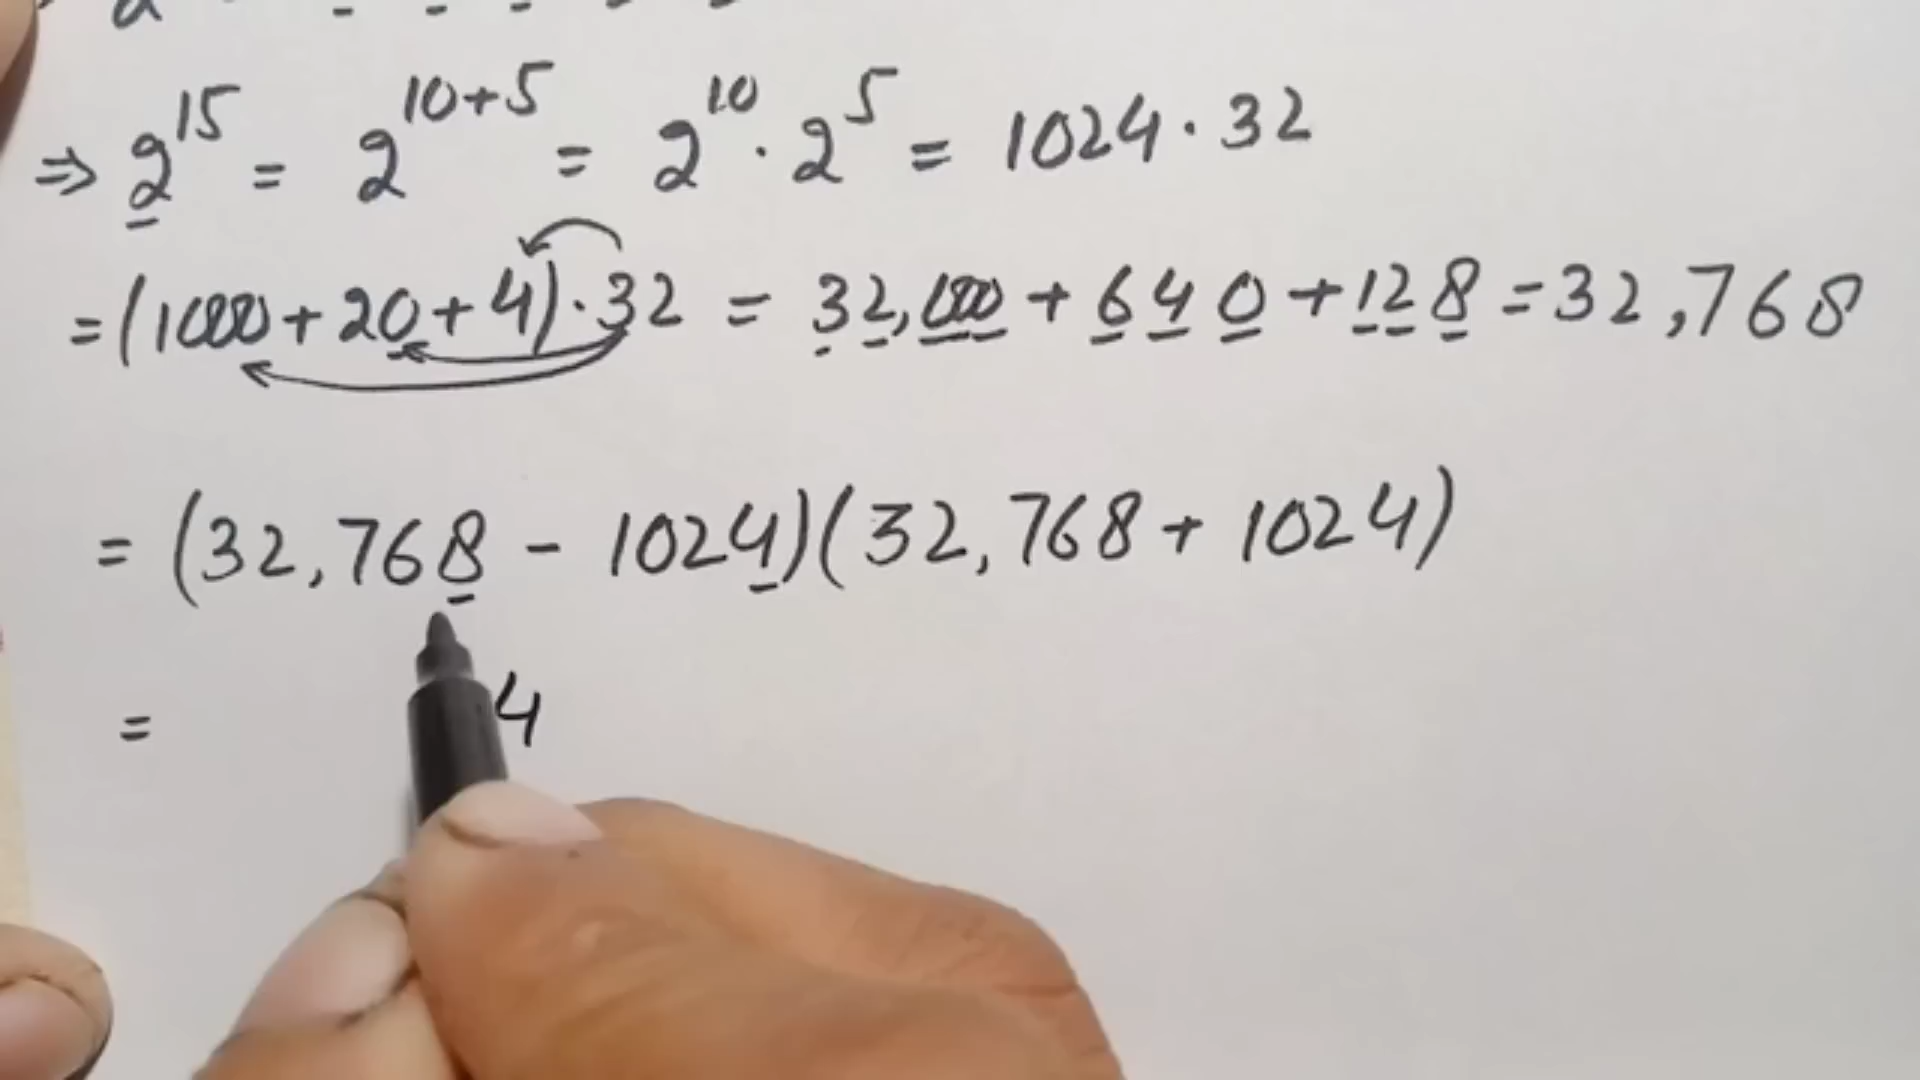 ⇒ 2^15 = 2^10+5 = 2^10 · 2^5 = 1024 · 32
= (1000 + 20 + 4) · 32 = 32,000 + 640 + 128 = 32,768
= (32,768 - 1024)(32,768 + 1024)
= 4